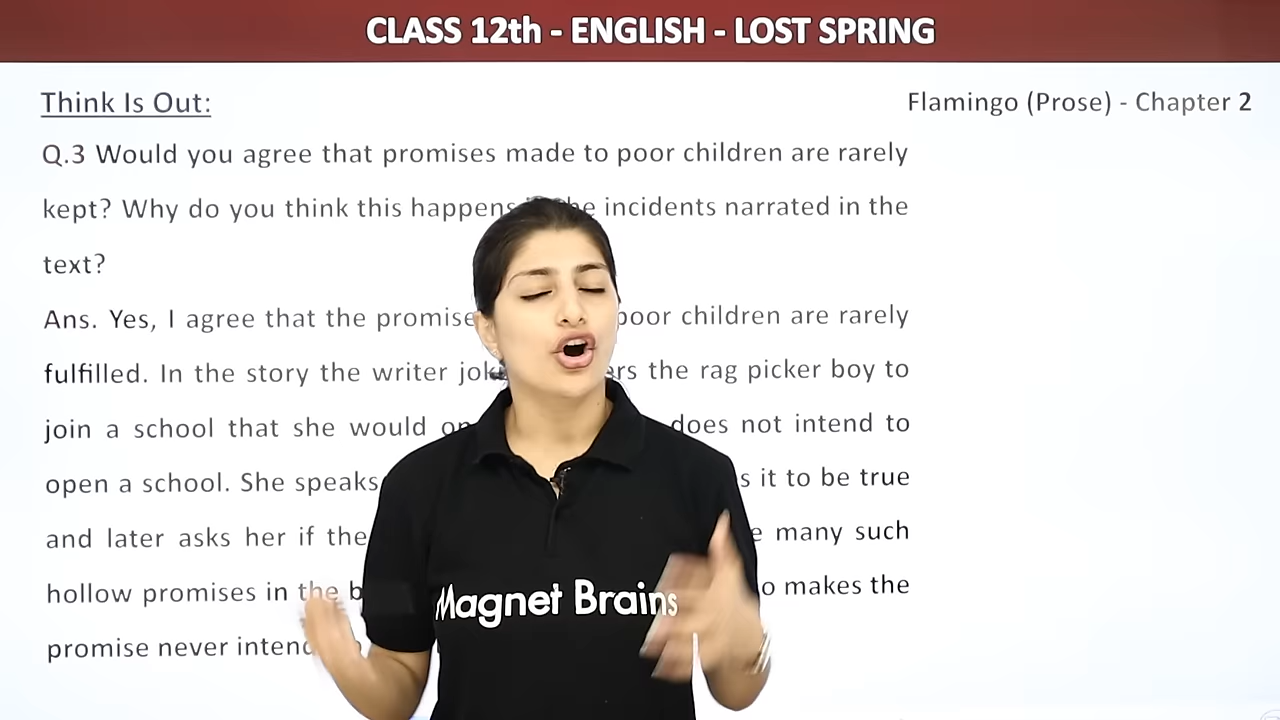 CLASS 12th - ENGLISH - LOST SPRING
Think Is Out:
Flamingo (Prose) - Chapter 2
Q.3 Would you agree that promises made to poor children are rarely
kept? Why do you think this happens incidents narrated in the
text?
Ans. Yes, I agree that the promise poor children are rarely
fulfilled. In the story the writer the rag picker boy to
join a school that she would does not intend to
open a school. She speaks it to be true
and later asks her if the many such
hollow promises in the makes the
promise never
Magnet Brains